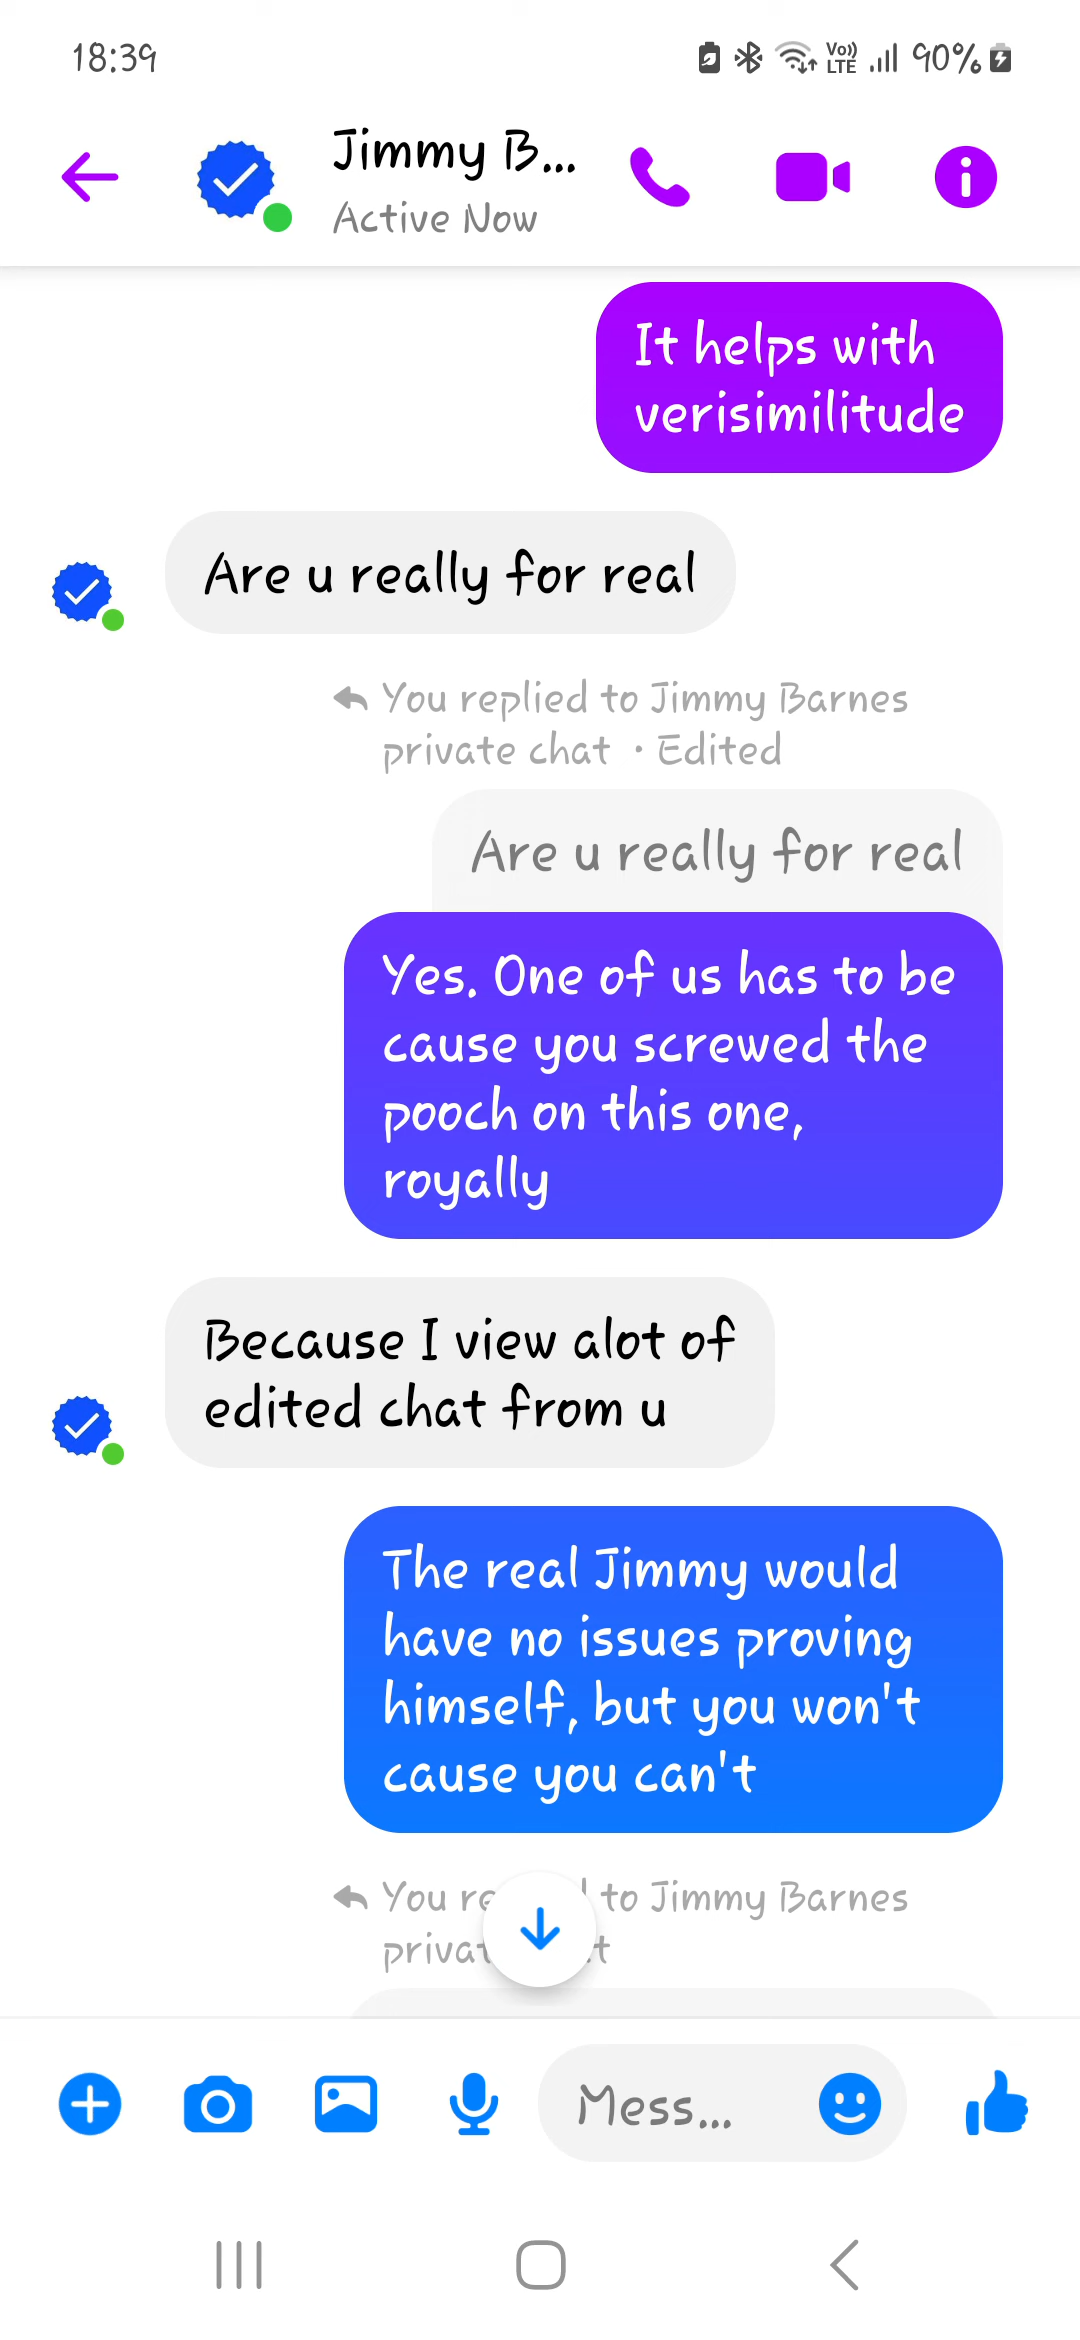 18:39
Vo)) LTE 90%
Jimmy B...
Active Now
It helps with
verisimilitude
Are u really for real
You replied to Jimmy Barnes
private chat • Edited
Are u really for real
Yes. One of us has to be
cause you screwed the
pooch on this one,
royally
Because I view alot of
edited chat from u
The real Jimmy would
have no issues proving
himself, but you won't
cause you can't
You to Jimmy Barnes
Mess...